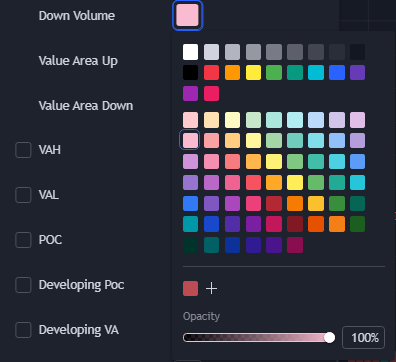 Down Volume
Value Area Up
Value Area Down
VAH
VAL
POC
Developing Poc
Developing VA
Opacity
100%